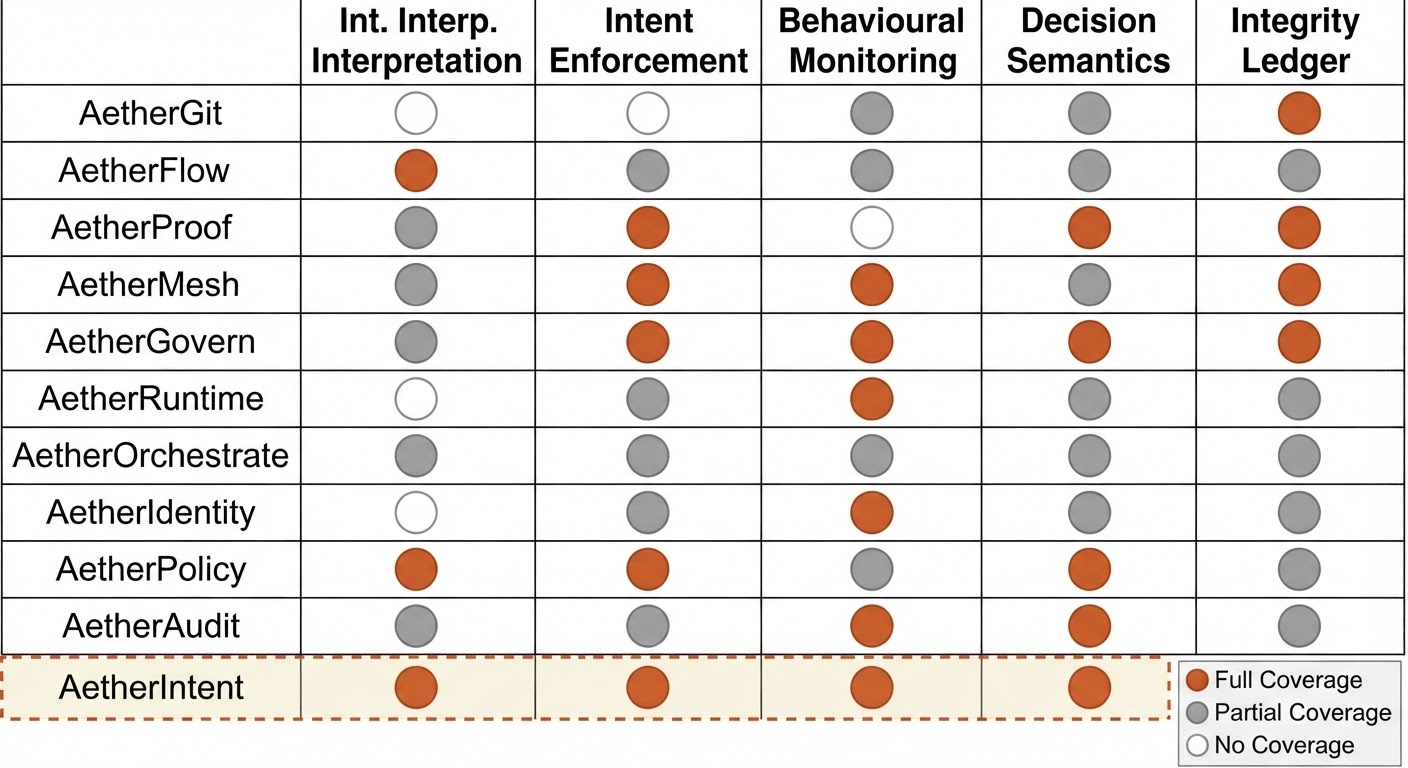 Int. Interp. Interpretation
Intent Enforcement
Behavioural Monitoring
Decision Semantics
Integrity Ledger
AetherGit
AetherFlow
AetherProof
AetherMesh
AetherGovern
AetherRuntime
AetherOrchestrate
AetherIdentity
AetherPolicy
AetherAudit
AetherIntent
Full Coverage
Partial Coverage
No Coverage